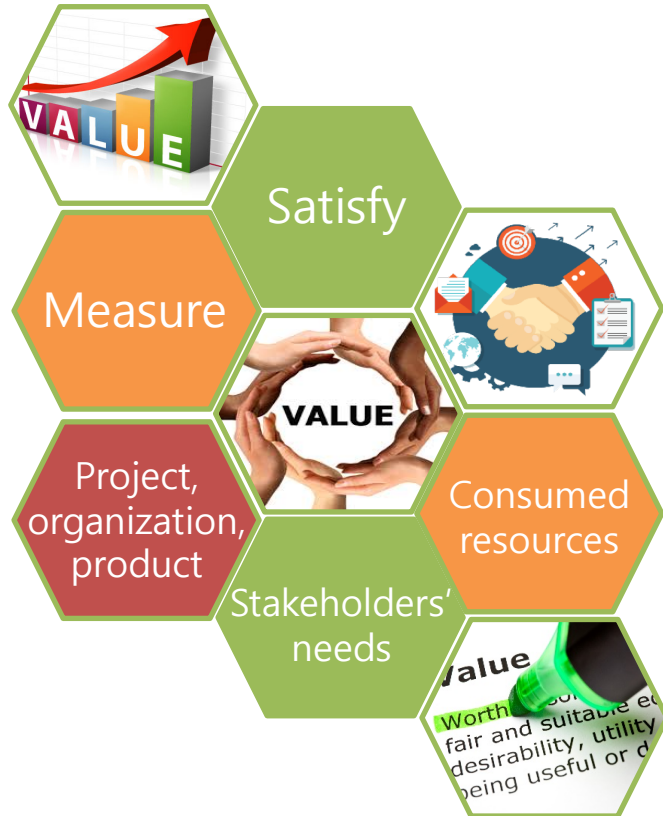 VALUE
Satisfy
Measure
VALUE
Project,
organization,
product
Consumed
resources
Stakeholders'
needs
Value
Worth
fair and suitable
desirability, utility
being useful or